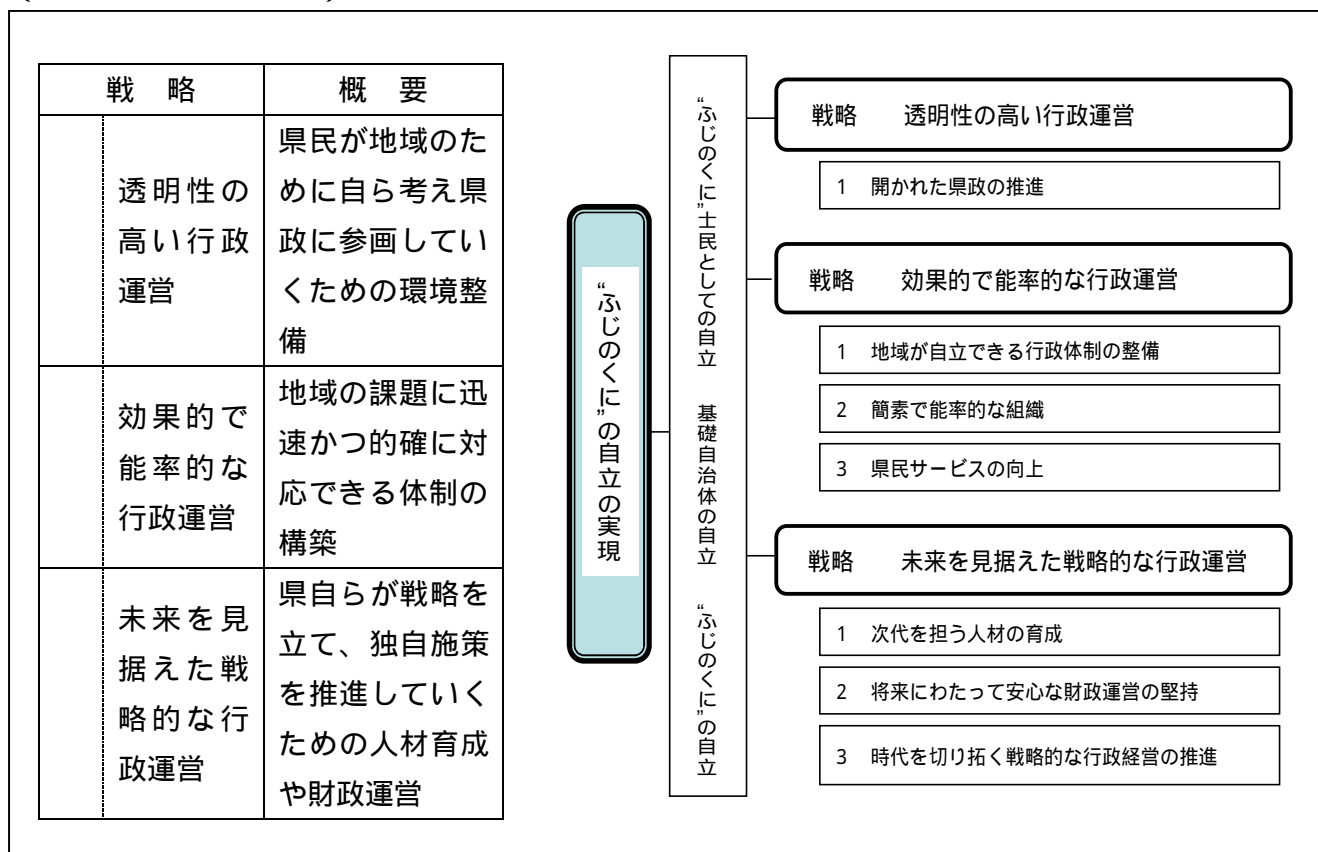 戦　略
概　要
透明性の
高い行政
運営
県民が地域のた
めに自ら考え県
政に参画してい
くための環境整
備
効果的で
能率的な
行政運営
地域の課題に迅
速かつ的確に対
応できる体制の
構築
未来を見
据えた戦
略的な行
政運営
県自らが戦略を
立て、独自施策
を推進していく
ための人材育成
や財政運営
“ふじのくに”の自立の実現
“ふじのくに”士民としての自立　基礎自治体の自立　“ふじのくに”の自立
戦略　透明性の高い行政運営
1　開かれた県政の推進
戦略　効果的で能率的な行政運営
1　地域が自立できる行政体制の整備
2　簡素で能率的な組織
3　県民サービスの向上
戦略　未来を見据えた戦略的な行政運営
1　次代を担う人材の育成
2　将来にわたって安心な財政運営の堅持
3　時代を切り拓く戦略的な行政経営の推進